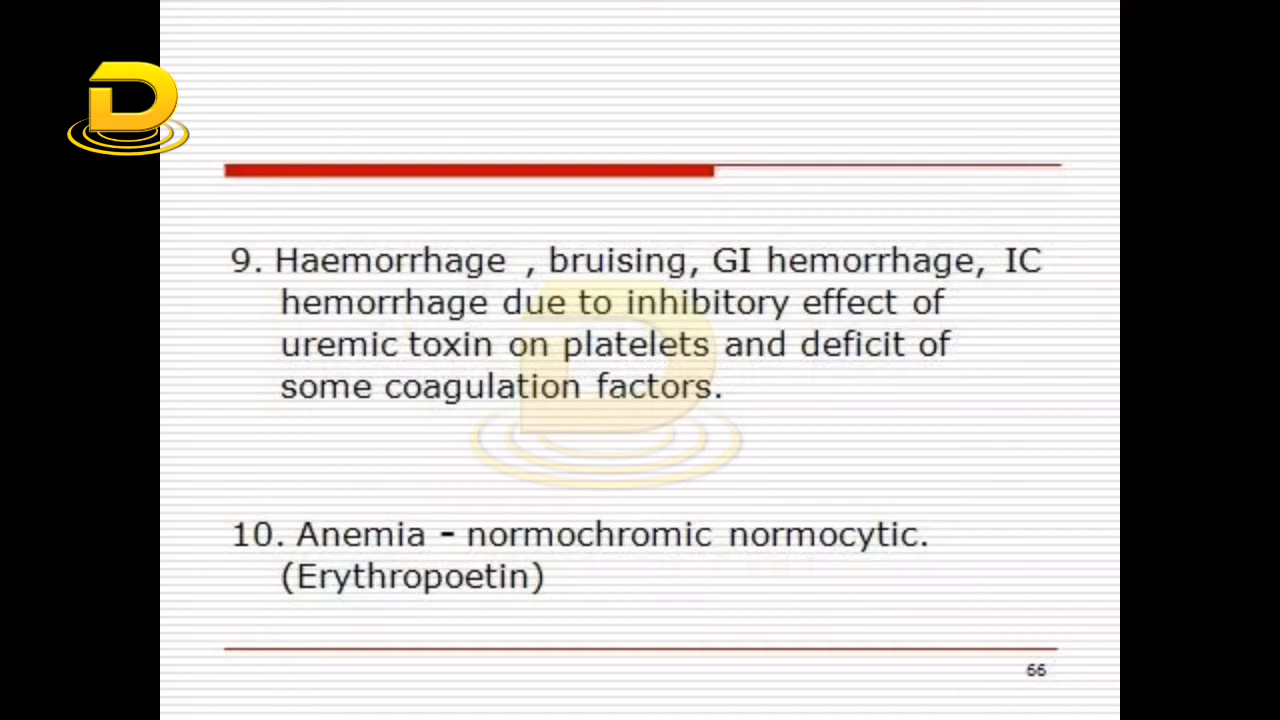 9. Haemorrhage , bruising, GI hemorrhage, IC
hemorrhage due to inhibitory effect of
uremic toxin on platelets and deficit of
some coagulation factors.
10. Anemia – normochromic normocytic.
(Erythropoetin)
66